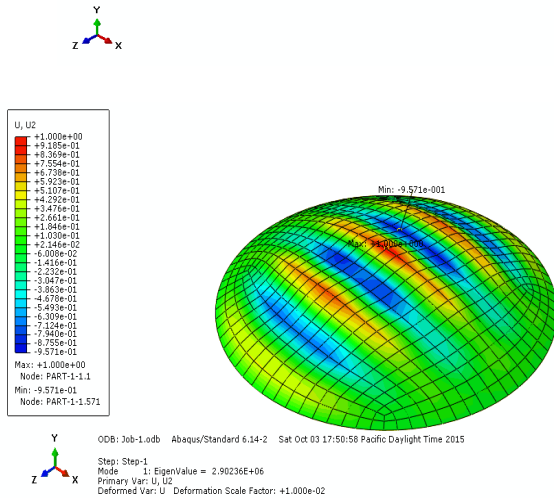 Y
Z
X
U, U2
+1.000e+00
+9.185e-01
+8.369e-01
+7.554e-01
+6.738e-01
+5.923e-01
+5.107e-01
+4.292e-01
+3.476e-01
+2.661e-01
+1.846e-01
+1.030e-01
+2.146e-02
-6.008e-02
-1.416e-01
-2.232e-01
-3.047e-01
-3.863e-01
-4.678e-01
-5.493e-01
-6.309e-01
-7.124e-01
-7.940e-01
-8.755e-01
-9.571e-01
Max: +1.000e+00
Node: PART-1-1.1
Min: -9.571e-01
Node: PART-1-1.571
Min: -9.571e-001
Max: +1.000e+000
Y
Z
X
ODB: Job-1.odb Abaqus/Standard 6.14-2 Sat Oct 03 17:50:58 Pacific Daylight Time 2015
Step: Step-1
Mode 1: EigenValue = 2.90236E+06
Primary Var: U, U2
Deformed Var: U Deformation Scale Factor: +1.000e-02